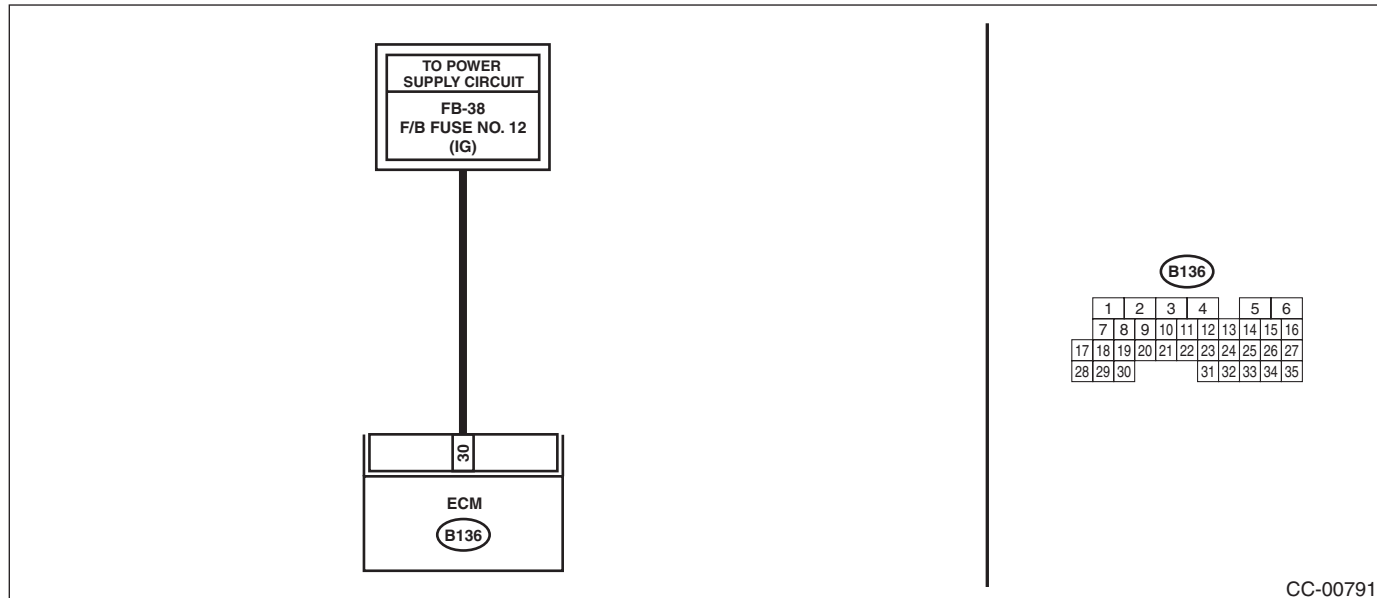 TO POWER
SUPPLY CIRCUIT
FB-38
F/B FUSE NO. 12
(IG)
30
ECM
B136
B136
1 2 3 4 5 6
7 8 9 10 11 12 13 14 15 16
17 18 19 20 21 22 23 24 25 26 27
28 29 30 31 32 33 34 35
CC-00791